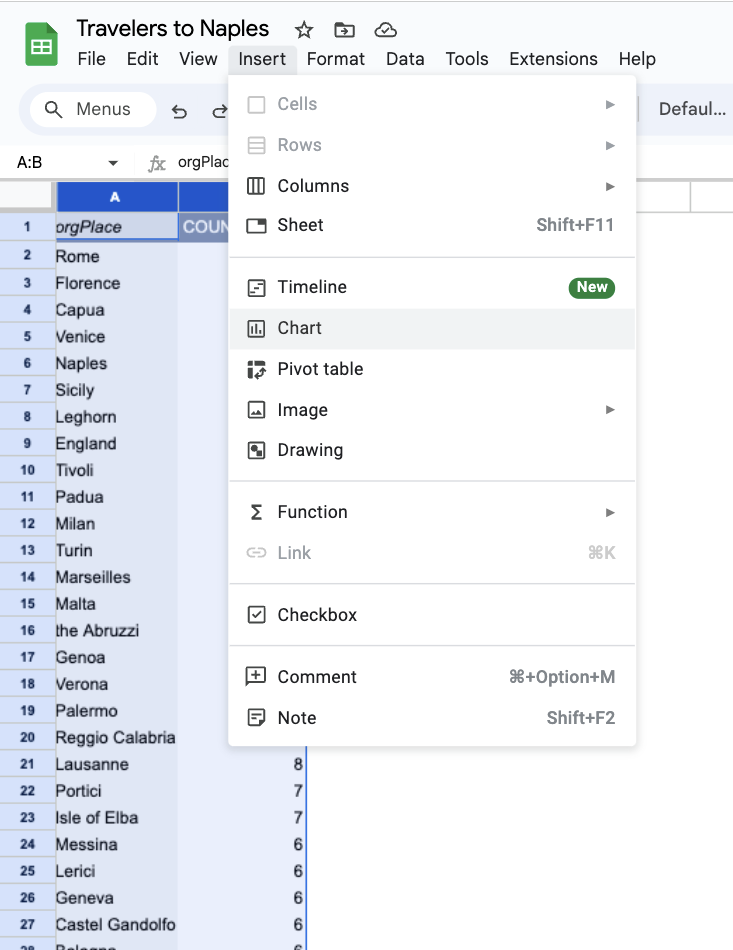 Travelers to Naples
File Edit View Insert Format Data Tools Extensions Help
Menus Defaul...
A:B fx orgPlac
A
1 orgPlace COUN
2 Rome
3 Florence
4 Capua
5 Venice
6 Naples
7 Sicily
8 Leghorn
9 England
10 Tivoli
11 Padua
12 Milan
13 Turin
14 Marseilles
15 Malta
16 the Abruzzi
17 Genoa
18 Verona
19 Palermo
20 Reggio Calabria
21 Lausanne 8
22 Portici 7
23 Isle of Elba 7
24 Messina 6
25 Lerici 6
26 Geneva 6
27 Castel Gandolfo 6
28 Bologna 6
Cells
Rows
Columns
Sheet Shift+F11
Timeline New
Chart
Pivot table
Image
Drawing
Σ Function
Link ⌘K
Checkbox
Comment ⌘+Option+M
Note Shift+F2